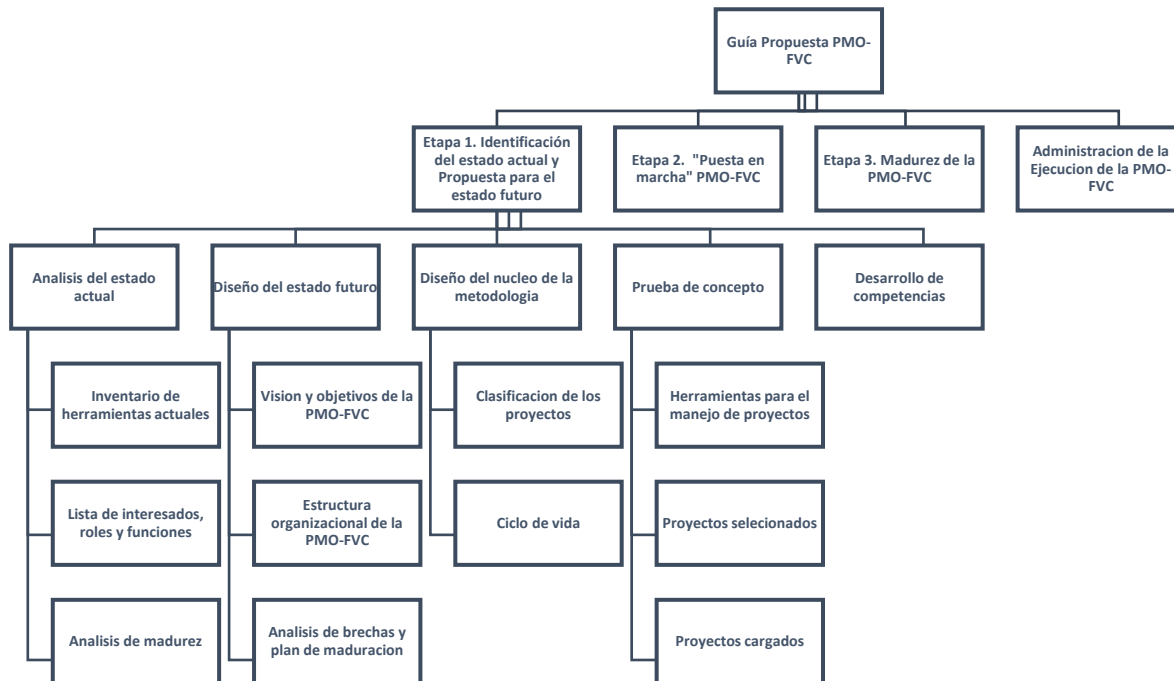 Guía Propuesta PMO-
FVC
Etapa 1. Identificación
del estado actual y
Propuesta para el
estado futuro
Etapa 2.  "Puesta en
marcha" PMO-FVC
Etapa 3. Madurez de la
PMO-FVC
Administracion de la
Ejecucion de la PMO-
FVC
Analisis del estado
actual
Diseño del estado futuro
Diseño del nucleo de la
metodologia
Prueba de concepto
Desarrollo de
competencias
Inventario de
herramientas actuales
Vision y objetivos de la
PMO-FVC
Clasificacion de los
proyectos
Herramientas para el
manejo de proyectos
Lista de interesados,
roles y funciones
Estructura
organizacional de la
PMO-FVC
Ciclo de vida
Proyectos selecionados
Analisis de madurez
Analisis de brechas y
plan de maduracion
Proyectos cargados